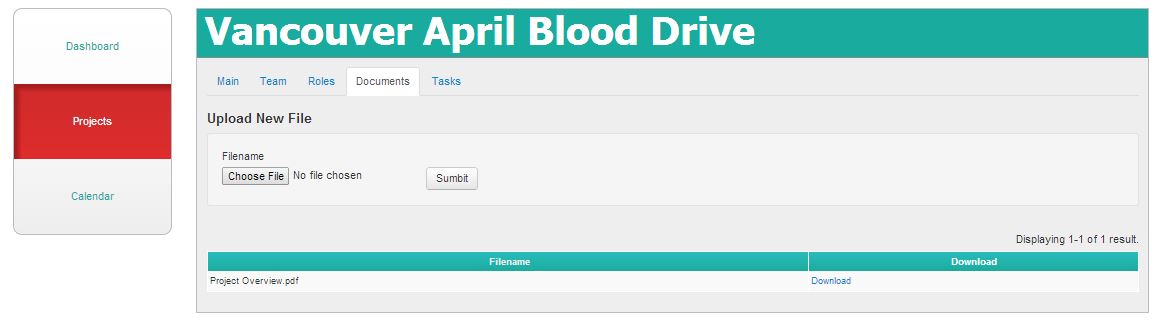 Dashboard
Projects
Calendar
Vancouver April Blood Drive
Main Team Roles Documents Tasks
Upload New File
Filename
Choose File No file chosen Sumbit
Displaying 1-1 of 1 result.
Filename Download
Project Overview.pdf Download